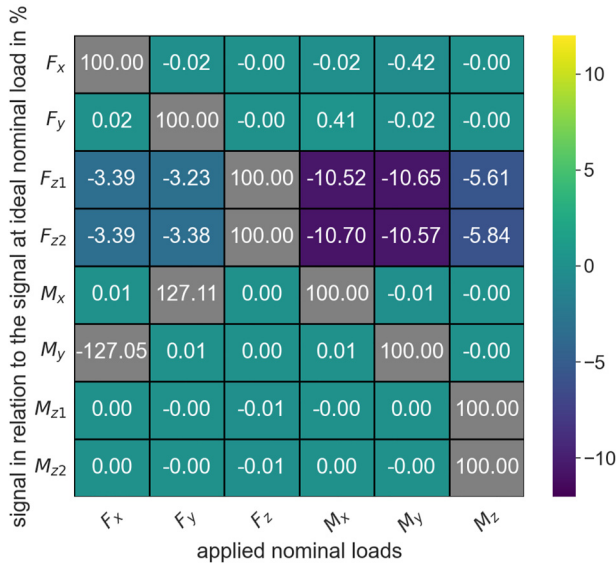 signal in relation to the signal at ideal nominal load in %
Fx 100.00 -0.02 -0.00 -0.02 -0.42 -0.00
Fy 0.02 100.00 -0.00 0.41 -0.02 -0.00
Fz1 -3.39 -3.23 100.00 -10.52 -10.65 -5.61
Fz2 -3.39 -3.38 100.00 -10.70 -10.57 -5.84
Mx 0.01 127.11 0.00 100.00 -0.01 -0.00
My -127.05 0.01 0.00 0.01 100.00 -0.00
Mz1 0.00 -0.00 -0.01 -0.00 0.00 100.00
Mz2 0.00 -0.00 -0.01 0.00 -0.00 100.00
Fx Fy Fz Mx My Mz
applied nominal loads
10
5
0
−5
−10